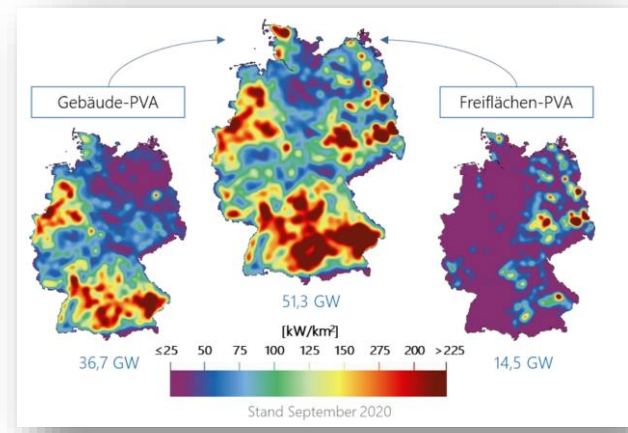 Gebäude-PVA
Freiflächen-PVA
51,3 GW
[kW/km²]
≤25 50 75 100 125 150 275 200 >225
36,7 GW
14,5 GW
Stand September 2020